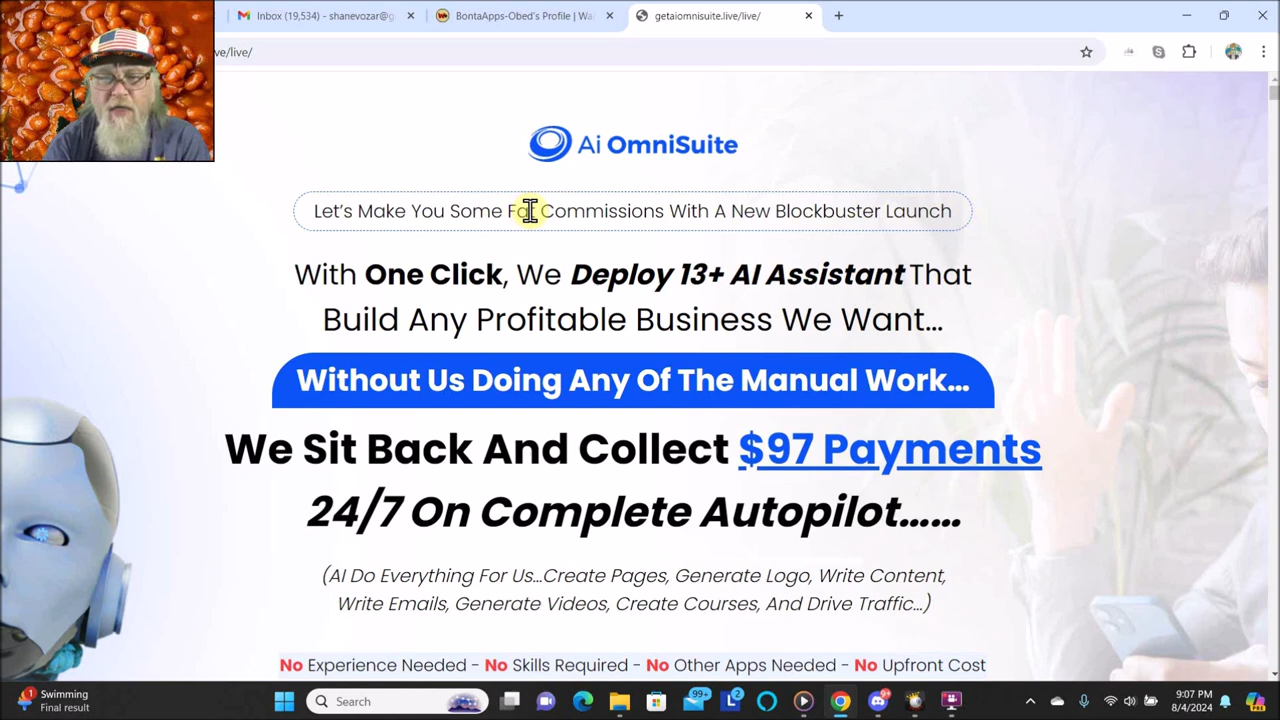 Inbox (19,534) - shanevozar@g
BontaApps-Obed's Profile | Wa
getaiomnisuite.live/live/
ve/live/
Ai OmniSuite
Let's Make You Some Fat Commissions With A New Blockbuster Launch
With One Click, We Deploy 13+ AI Assistant That
Build Any Profitable Business We Want...
Without Us Doing Any Of The Manual Work...
We Sit Back And Collect $97 Payments
24/7 On Complete Autopilot......
(AI Do Everything For Us...Create Pages, Generate Logo, Write Content,
Write Emails, Generate Videos, Create Courses, And Drive Traffic...)
No Experience Needed - No Skills Required - No Other Apps Needed - No Upfront Cost
1
Swimming
Final result
Search
99+
9:07 PM
8/4/2024
PRE